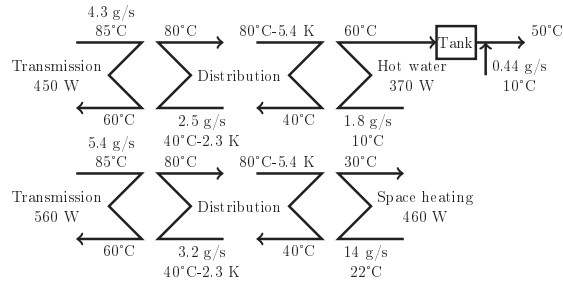 4.3 g/s
85°C
80°C
80°C-5.4 K
60°C
50°C
Tank
Transmission
450 W
Distribution
Hot water
370 W
0.44 g/s
10°C
60°C
2.5 g/s
40°C-2.3 K
40°C
1.8 g/s
10°C
5.4 g/s
85°C
80°C
80°C-5.4 K
30°C
Transmission
560 W
Distribution
Space heating
460 W
60°C
3.2 g/s
40°C-2.3 K
40°C
14 g/s
22°C